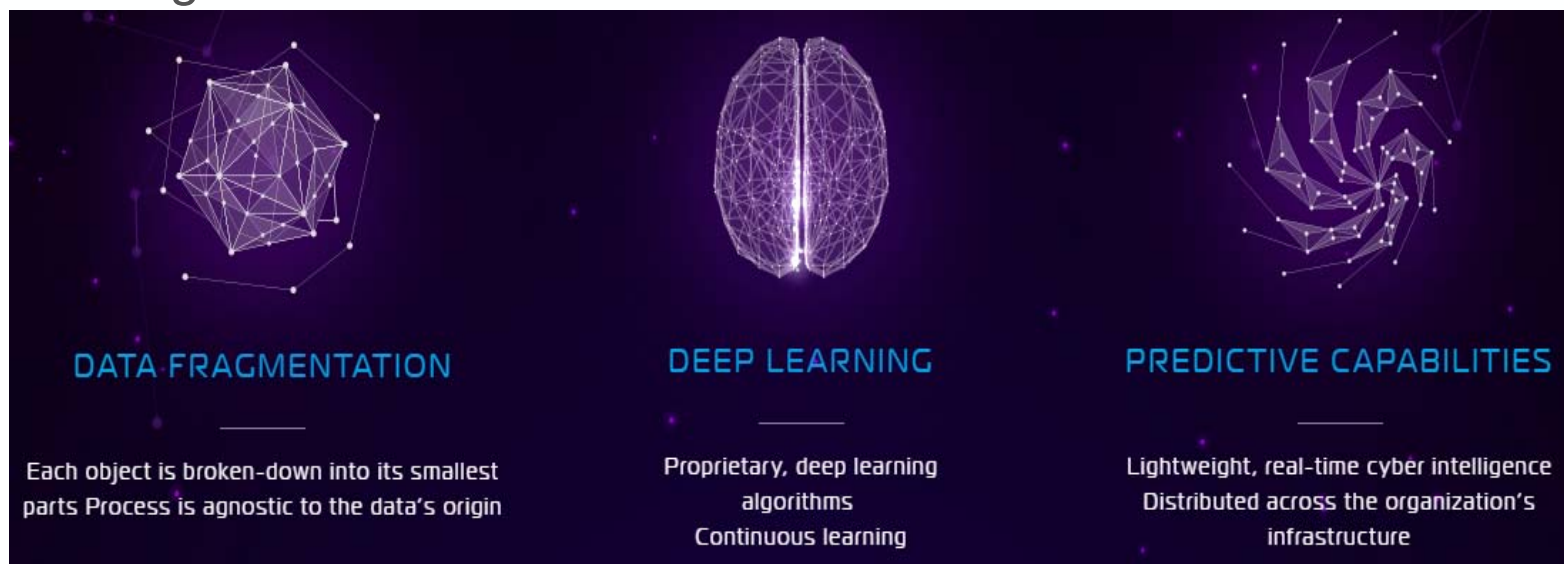 DATA FRAGMENTATION
Each object is broken-down into its smallest
parts Process is agnostic to the data's origin
DEEP LEARNING
Proprietary, deep learning
algorithms
Continuous learning
PREDICTIVE CAPABILITIES
Lightweight, real-time cyber intelligence
Distributed across the organization's
infrastructure